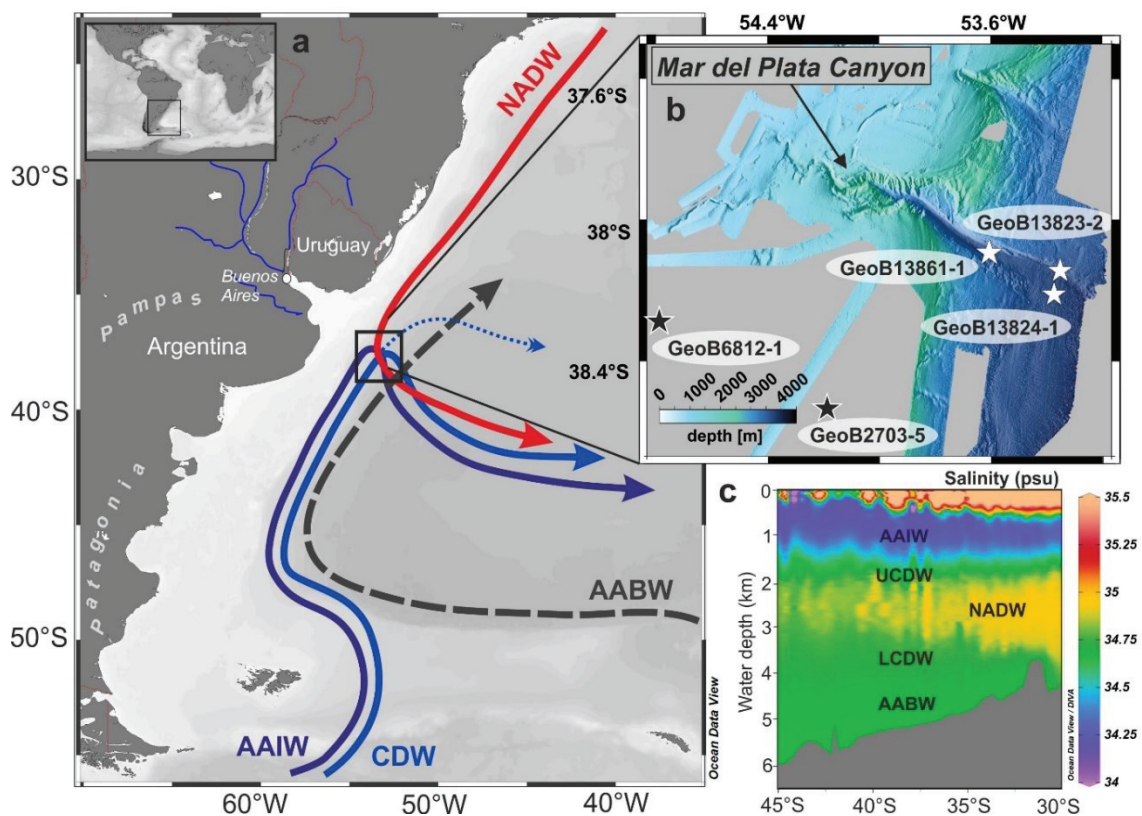 a
NADW
30°S
40°S
50°S
60°W
50°W
40°W
Uruguay
Buenos
Aires
Pampas
Argentina
Patagonia
AABW
AAIW
CDW
Ocean Data View
54.4°W
53.6°W
37.6°S
38°S
38.4°S
Mar del Plata Canyon
b
GeoB13823-2
GeoB13861-1
GeoB13824-1
GeoB6812-1
0 1000 2000 3000 4000
depth [m]
GeoB2703-5
c
Salinity (psu)
0
1
2
3
4
5
6
Water depth (km)
AAIW
UCDW
NADW
LCDW
AABW
45°S
40°S
35°S
30°S
35.5
35.25
35
34.75
34.5
34.25
34
Ocean Data View / DIVA